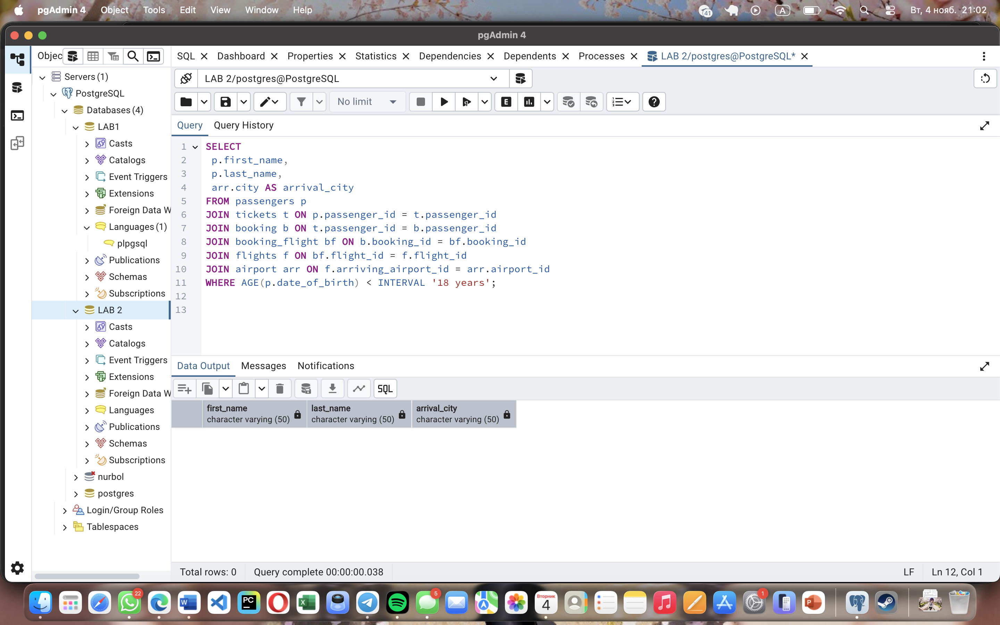 pgAdmin 4 Object Tools Edit View Window Help 41 A Вт, 4 нояб. 21:02
pgAdmin 4
Objec
SQL Dashboard Properties Statistics Dependencies Dependents Processes LAB 2/postgres@PostgreSQL*
Servers (1)
PostgreSQL
Databases (4)
LAB1
Casts
Catalogs
Event Triggers
Extensions
Foreign Data W
Languages (1)
plpgsql
Publications
Schemas
Subscriptions
LAB 2
Casts
Catalogs
Event Triggers
Extensions
Foreign Data W
Languages
Publications
Schemas
Subscriptions
nurbol
postgres
Login/Group Roles
Tablespaces
LAB 2/postgres@PostgreSQL
No limit E
Query Query History
1 SELECT
2 p.first_name,
3 p.last_name,
4 arr.city AS arrival_city
5 FROM passengers p
6 JOIN tickets t ON p.passenger_id = t.passenger_id
7 JOIN booking b ON t.passenger_id = b.passenger_id
8 JOIN booking_flight bf ON b.booking_id = bf.booking_id
9 JOIN flights f ON bf.flight_id = f.flight_id
10 JOIN airport arr ON f.arriving_airport_id = arr.airport_id
11 WHERE AGE(p.date_of_birth) < INTERVAL '18 years';
12
13
Data Output Messages Notifications
SQL
first_name last_name arrival_city
character varying (50) character varying (50) character varying (50)
Total rows: 0 Query complete 00:00:00.038 LF Ln 12, Col 1
22 W PC X 5 Вторник 4 1 P